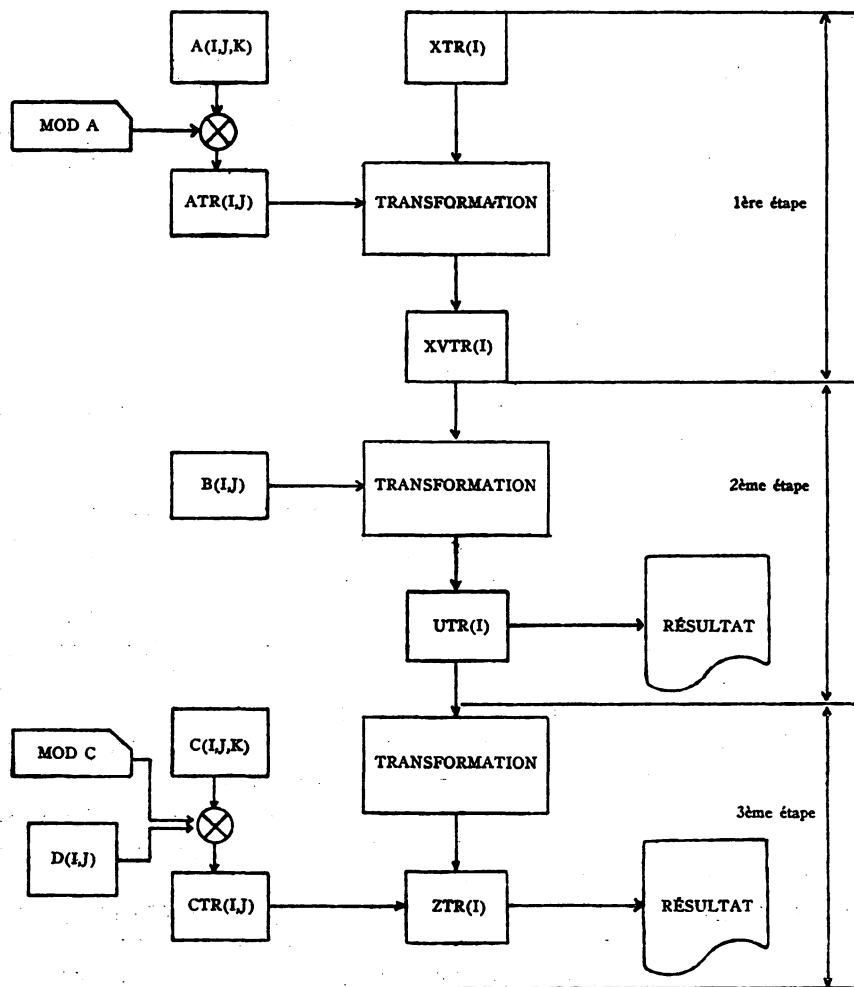 A(I,J,K)
XTR(I)
MOD A
ATR(I,J)
TRANSFORMATION
1ère étape
XVTR(I)
B(I,J)
TRANSFORMATION
2ème étape
UTR(I)
RÉSULTAT
MOD C
C(I,J,K)
TRANSFORMATION
3ème étape
D(I,J)
CTR(I,J)
ZTR(I)
RÉSULTAT